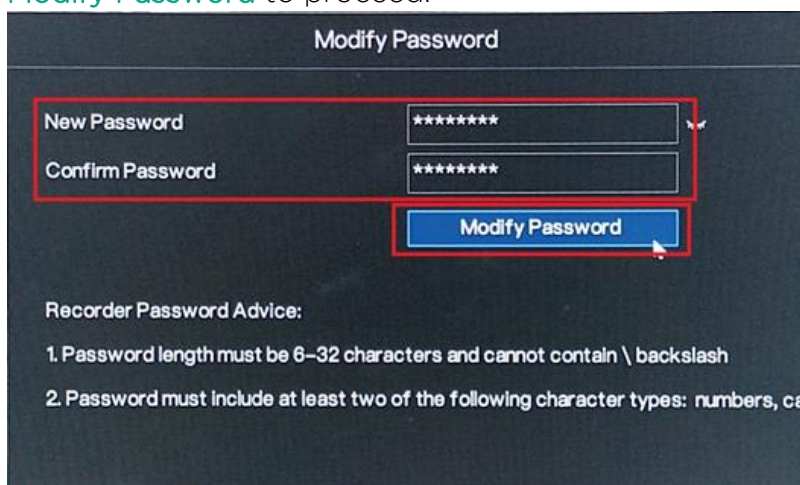 Modify Password to proceed.
Modify Password
New Password ********
Confirm Password ********
Modify Password
Recorder Password Advice:
1. Password length must be 6-32 characters and cannot contain \ backslash
2. Password must include at least two of the following character types: numbers,